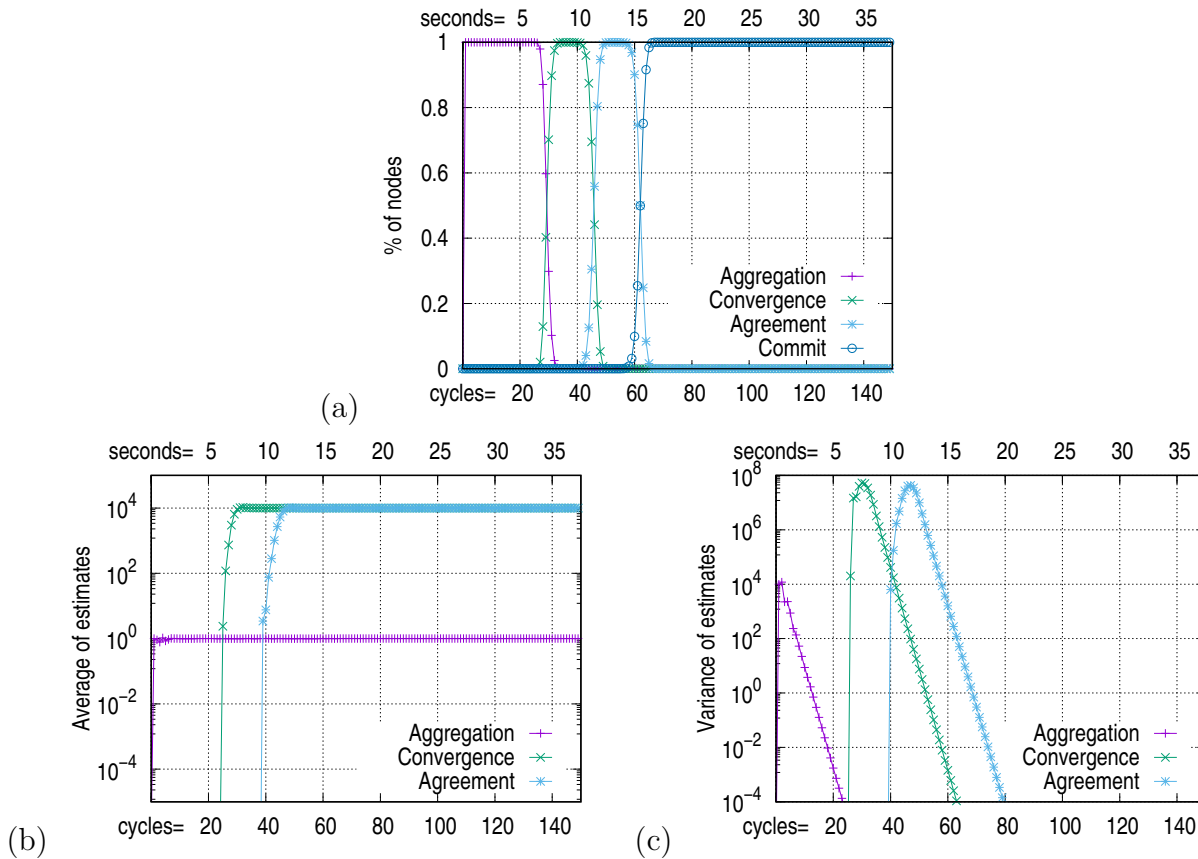 seconds= 5 10 15 20 25 30 35
1
0.8
0.6
0.4
0.2
0
% of nodes
Aggregation
Convergence
Agreement
Commit
cycles= 20 40 60 80 100 120 140
(a)
seconds= 5 10 15 20 25 30 35
10^4
10^2
10^0
10^−2
10^−4
Average of estimates
Aggregation
Convergence
Agreement
cycles= 20 40 60 80 100 120 140
(b)
seconds= 5 10 15 20 25 30 35
10^8
10^6
10^4
10^2
10^0
10^−2
10^−4
Variance of estimates
Aggregation
Convergence
Agreement
cycles= 20 40 60 80 100 120 140
(c)